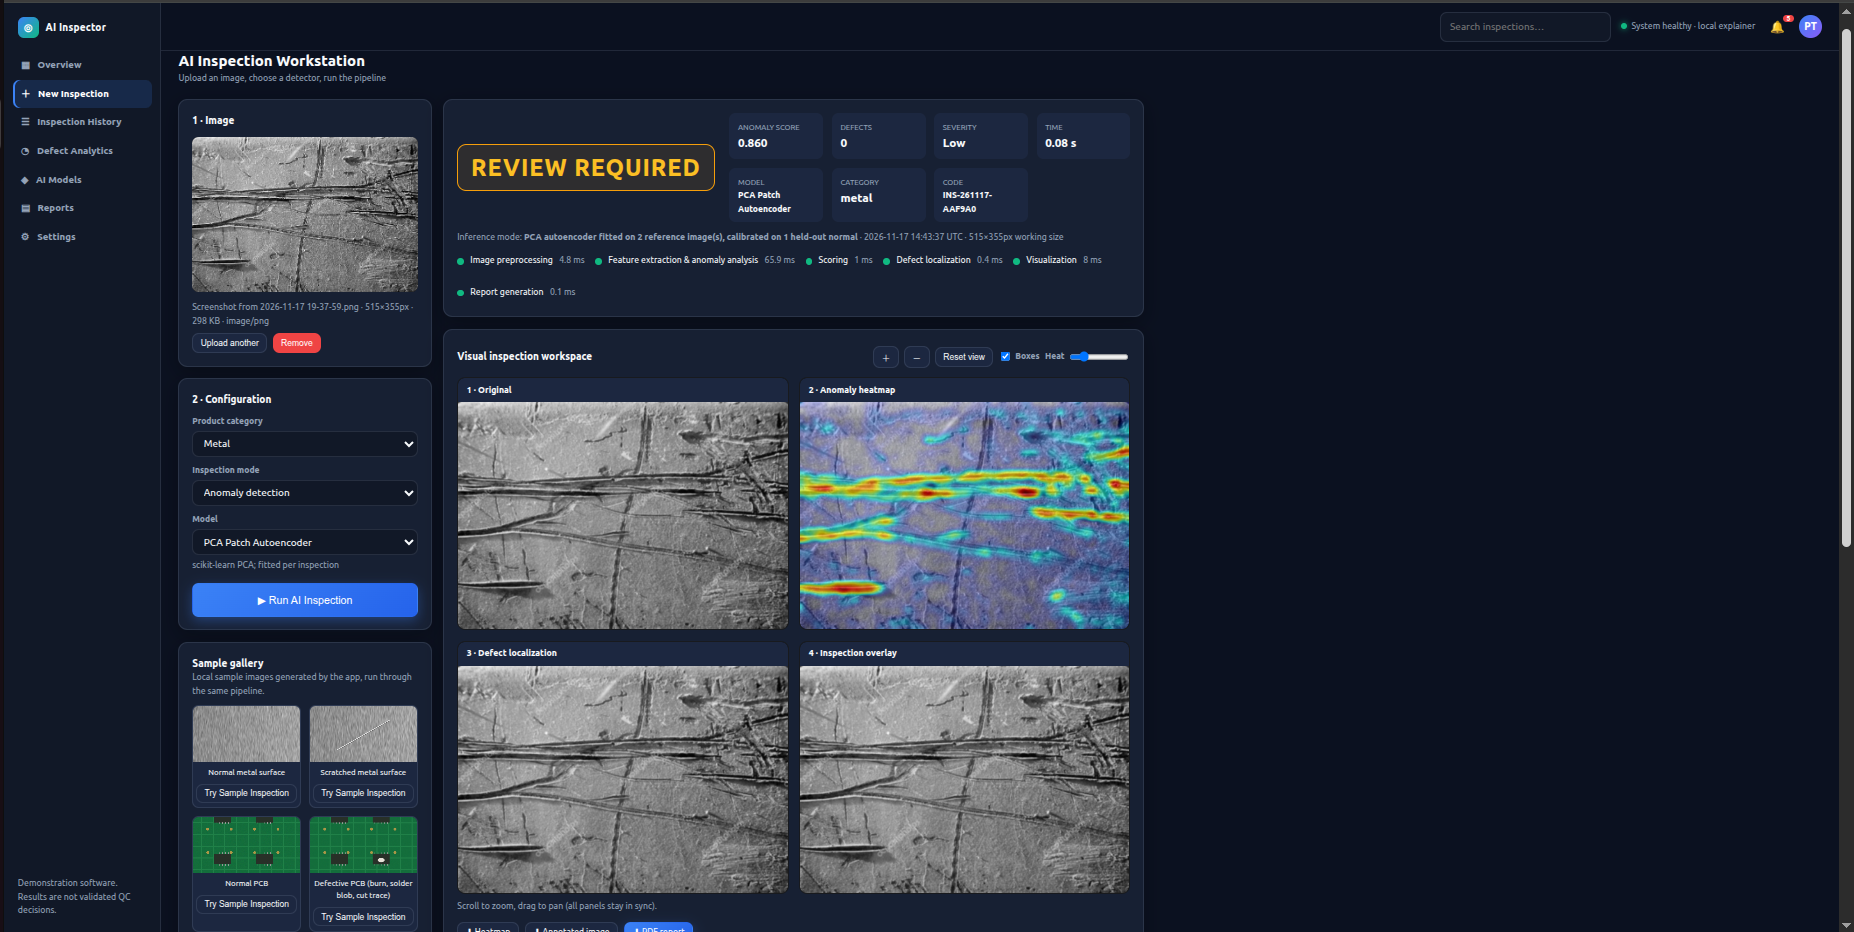 AI Inspector
Overview
New Inspection
Inspection History
Defect Analytics
AI Models
Reports
Settings
Demonstration software.
Results are not validated QC
decisions.
Search inspections...
System healthy · local explainer
5
PT
AI Inspection Workstation
Upload an image, choose a detector, run the pipeline
1 · Image
Screenshot from 2026-11-17 19-37-59.png · 515×355px ·
298 KB · image/png
Upload another
Remove
2 · Configuration
Product category
Metal
Inspection mode
Anomaly detection
Model
PCA Patch Autoencoder
scikit-learn PCA; fitted per inspection
▶ Run AI Inspection
Sample gallery
Local sample images generated by the app, run through
the same pipeline.
Normal metal surface
Try Sample Inspection
Scratched metal surface
Try Sample Inspection
Normal PCB
Try Sample Inspection
Defective PCB (burn, solder
blob, cut trace)
Try Sample Inspection
REVIEW REQUIRED
ANOMALY SCORE
0.860
DEFECTS
0
SEVERITY
Low
TIME
0.08 s
MODEL
PCA Patch
Autoencoder
CATEGORY
metal
CODE
INS-261117-
AAF9A0
Inference mode: PCA autoencoder fitted on 2 reference image(s), calibrated on 1 held-out normal · 2026-11-17 14:43:37 UTC · 515×355px working size
Image preprocessing 4.8 ms
Feature extraction & anomaly analysis 65.9 ms
Scoring 1 ms
Defect localization 0.4 ms
Visualization 8 ms
Report generation 0.1 ms
Visual inspection workspace
+
−
Reset view
Boxes
Heat
1 · Original
2 · Anomaly heatmap
3 · Defect localization
4 · Inspection overlay
Scroll to zoom, drag to pan (all panels stay in sync).
⬇ Heatmap
⬇ Annotated image
⬇ PDF report